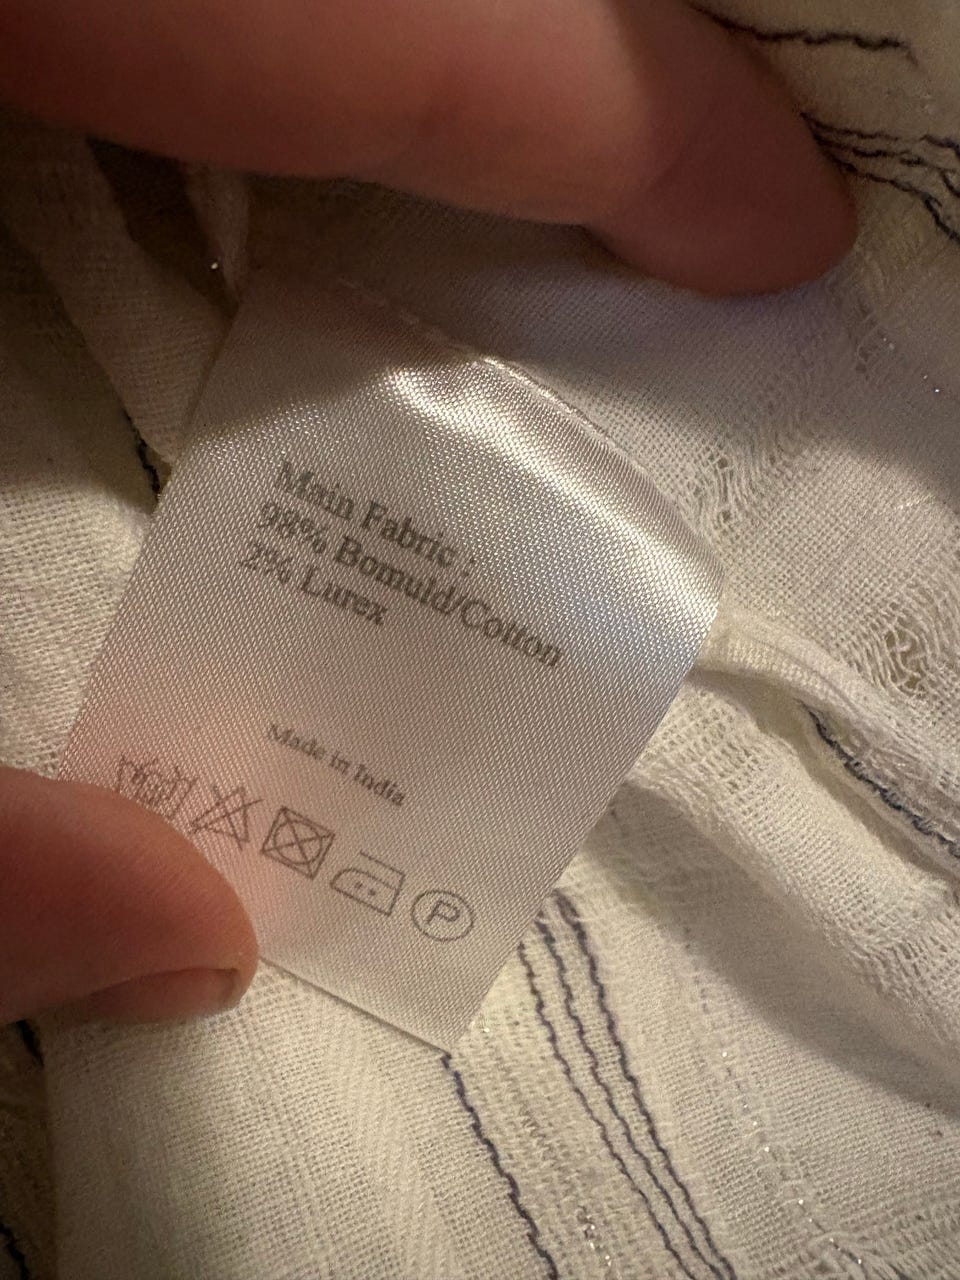 Main Fabric :
98% Bomuld/Cotton
2% Lurex
Made in India
P